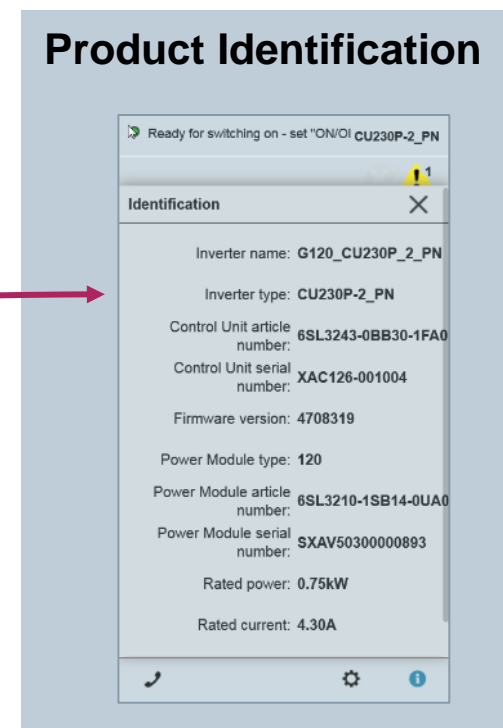 Product Identification
Ready for switching on - set "ON/OI CU230P-2_PN
1
Identification
Inverter name: G120_CU230P_2_PN
Inverter type: CU230P-2_PN
Control Unit article
number: 6SL3243-0BB30-1FA0
Control Unit serial
number: XAC126-001004
Firmware version: 4708319
Power Module type: 120
Power Module article
number: 6SL3210-1SB14-0UA0
Power Module serial
number: SXAV50300000893
Rated power: 0.75kW
Rated current: 4.30A